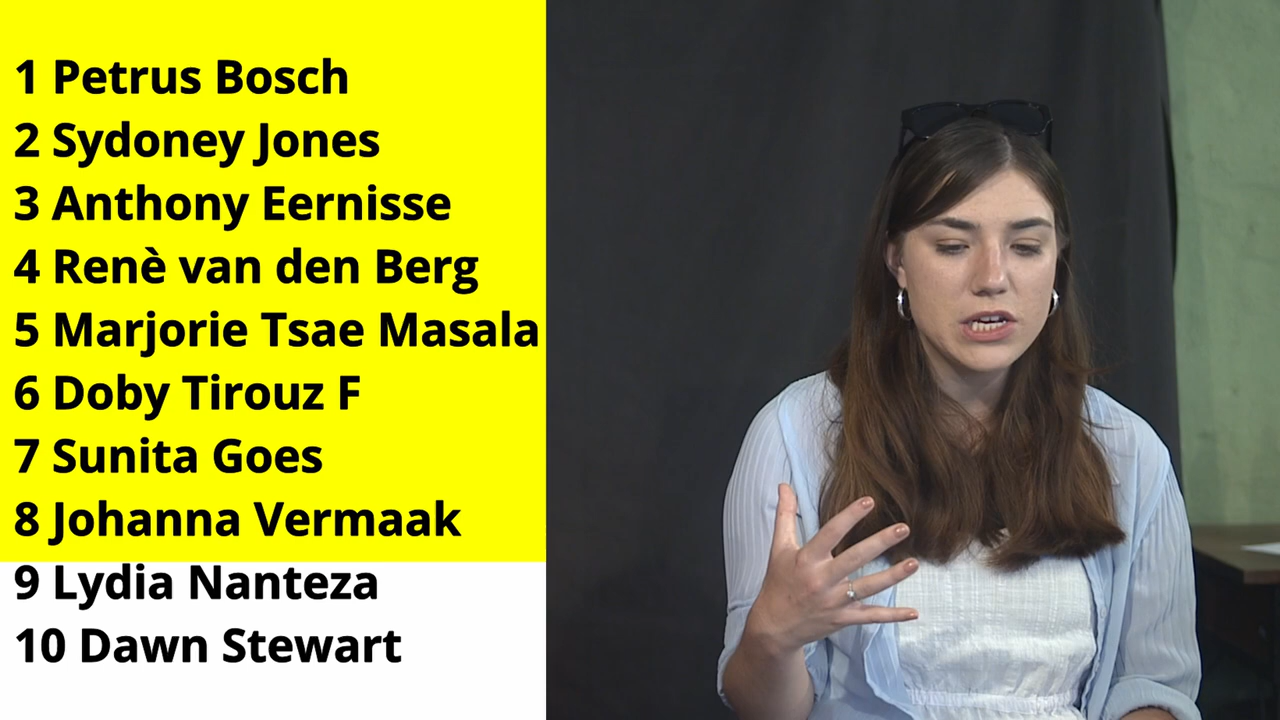 1 Petrus Bosch
2 Sydoney Jones
3 Anthony Eernisse
4 Renè van den Berg
5 Marjorie Tsae Masala
6 Doby Tirouz F
7 Sunita Goes
8 Johanna Vermaak
9 Lydia Nanteza
10 Dawn Stewart